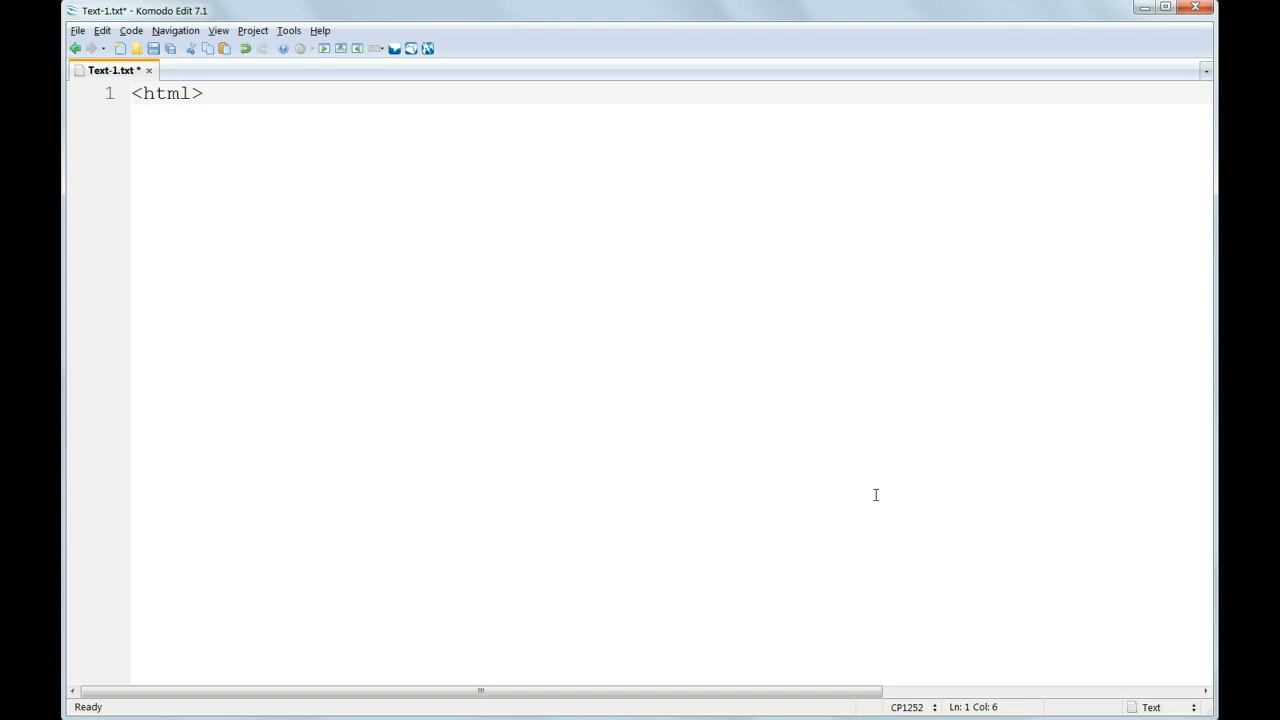 Text-1.txt* - Komodo Edit 7.1
File Edit Code Navigation View Project Tools Help
Text-1.txt *
1 <html>
Ready CP1252 Ln: 1 Col: 6 Text